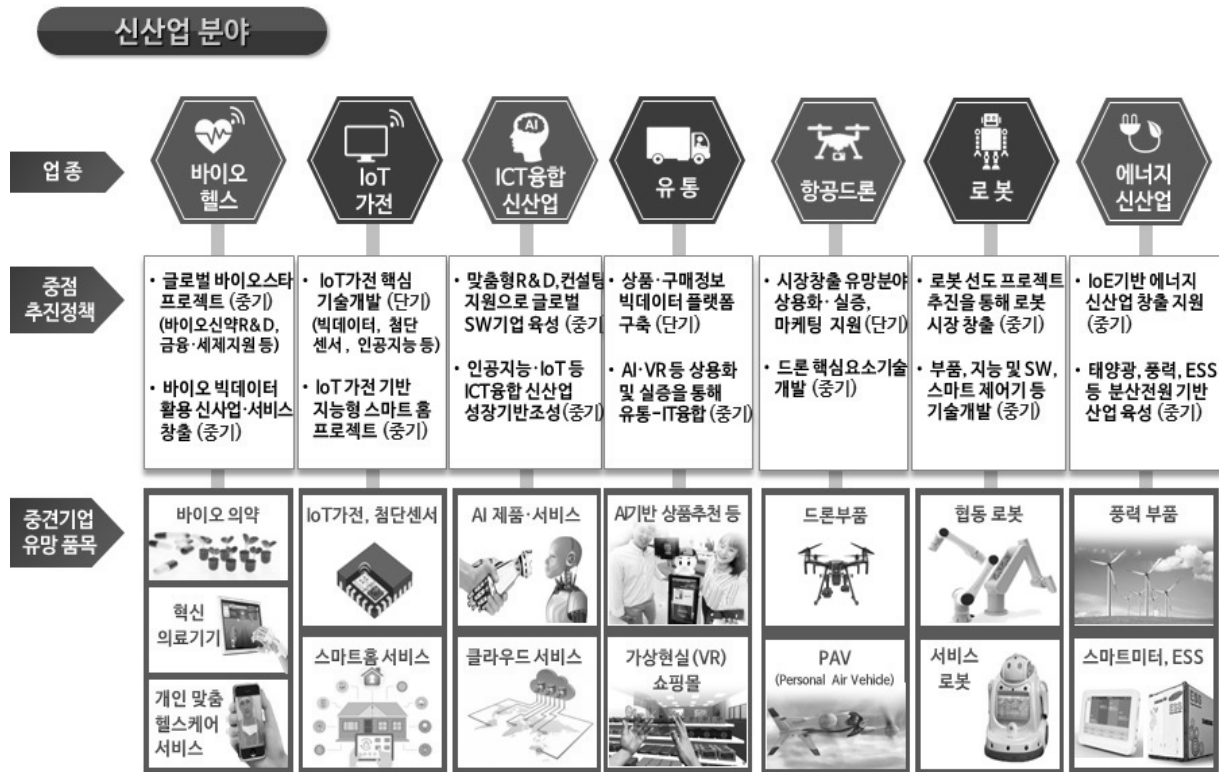 신산업 분야
업 종
바이오
헬스
IoT
가전
AI
ICT융합
신산업
유 통
항공드론
로 봇
에너지
신산업
중점
추진정책
• 글로벌 바이오스타
프로젝트 (중기)
(바이오신약R&D,
금융·세제지원 등)
• 바이오 빅데이터
활용 신사업·서비스
창출 (중기)
• IoT가전 핵심
기술개발 (단기)
(빅데이터, 첨단
센서, 인공지능 등)
• IoT 가전 기반
지능형 스마트 홈
프로젝트 (중기)
• 맞춤형R&D,컨설팅
지원으로 글로벌
SW기업 육성 (중기
• 인공지능·IoT 등
ICT융합 신산업
성장기반조성(중기)
• 상품·구매정보
빅데이터 플랫폼
구축 (단기)
• AI·VR 등 상용화
및 실증을 통해
유통-IT융합(중기)
• 시장창출 유망분야
상용화·실증,
마케팅 지원(단기)
• 드론 핵심요소기술
개발 (중기)
• 로봇 선도 프로젝트
추진을 통해 로봇
시장 창출 (중기)
• 부품, 지능 및 SW,
스마트 제어기 등
기술개발 (중기)
• IoE기반 에너지
신산업 창출 지원
(중기)
• 태양광, 풍력, ESS
등 분산전원 기반
산업 육성 (중기)
중견기업
유망 품목
바이오 의약
혁신
의료기기
개인 맞춤
헬스케어
서비스
IoT가전, 첨단센서
스마트홈 서비스
AI 제품·서비스
클라우드 서비스
AI기반 상품추천 등
가상현실(VR)
쇼핑몰
드론부품
PAV
(Personal Air Vehicle)
협동 로봇
서비스
로봇
풍력 부품
스마트미터, ESS